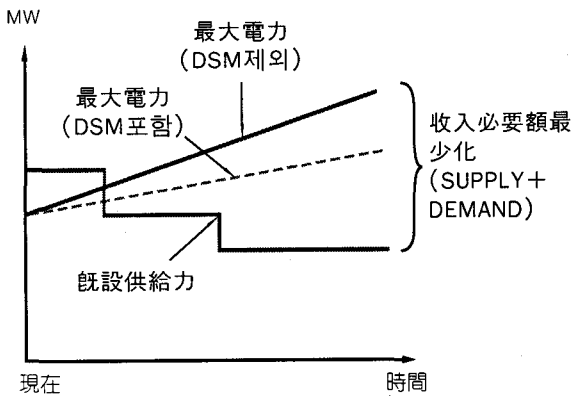 MW
最大電力
(DSM제외)
最大電力
(DSM포함)
收入必要額最
少化
(SUPPLY+
DEMAND)
旣設供給力
現在
時間